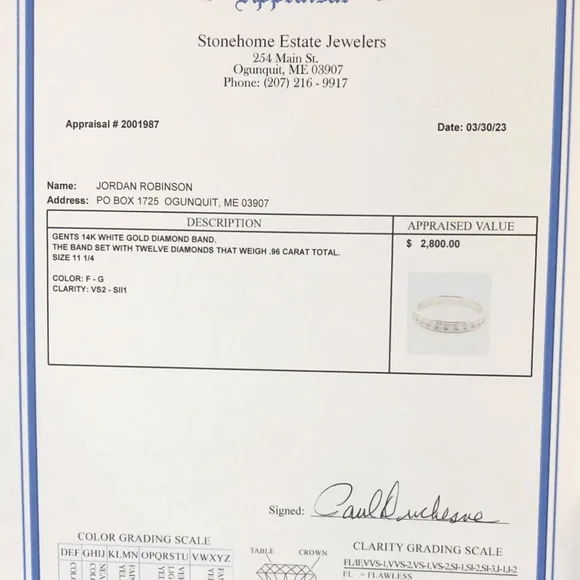 Appraisal
Stonehome Estate Jewelers
254 Main St.
Ogunquit, ME 03907
Phone: (207) 216 - 9917
Appraisal # 2001987
Date: 03/30/23
Name: JORDAN ROBINSON
Address: PO BOX 1725 OGUNQUIT, ME 03907
DESCRIPTION
APPRAISED VALUE
GENTS 14K WHITE GOLD DIAMOND BAND.
THE BAND SET WITH TWELVE DIAMONDS THAT WEIGH .96 CARAT TOTAL.
SIZE 11 1/4
COLOR: F - G
CLARITY: VS2 - SII1
$ 2,800.00
Signed: Paul Duchesne
COLOR GRADING SCALE
DEF GHIJ KLMN OPQRSTU VWXYZ
TABLE CROWN
CLARITY GRADING SCALE
FL/IF,VVS-1,VVS-2,VS-1,VS-2,SI-1,SI-2,SI-3,I-1,I-2
FL = FLAWLESS